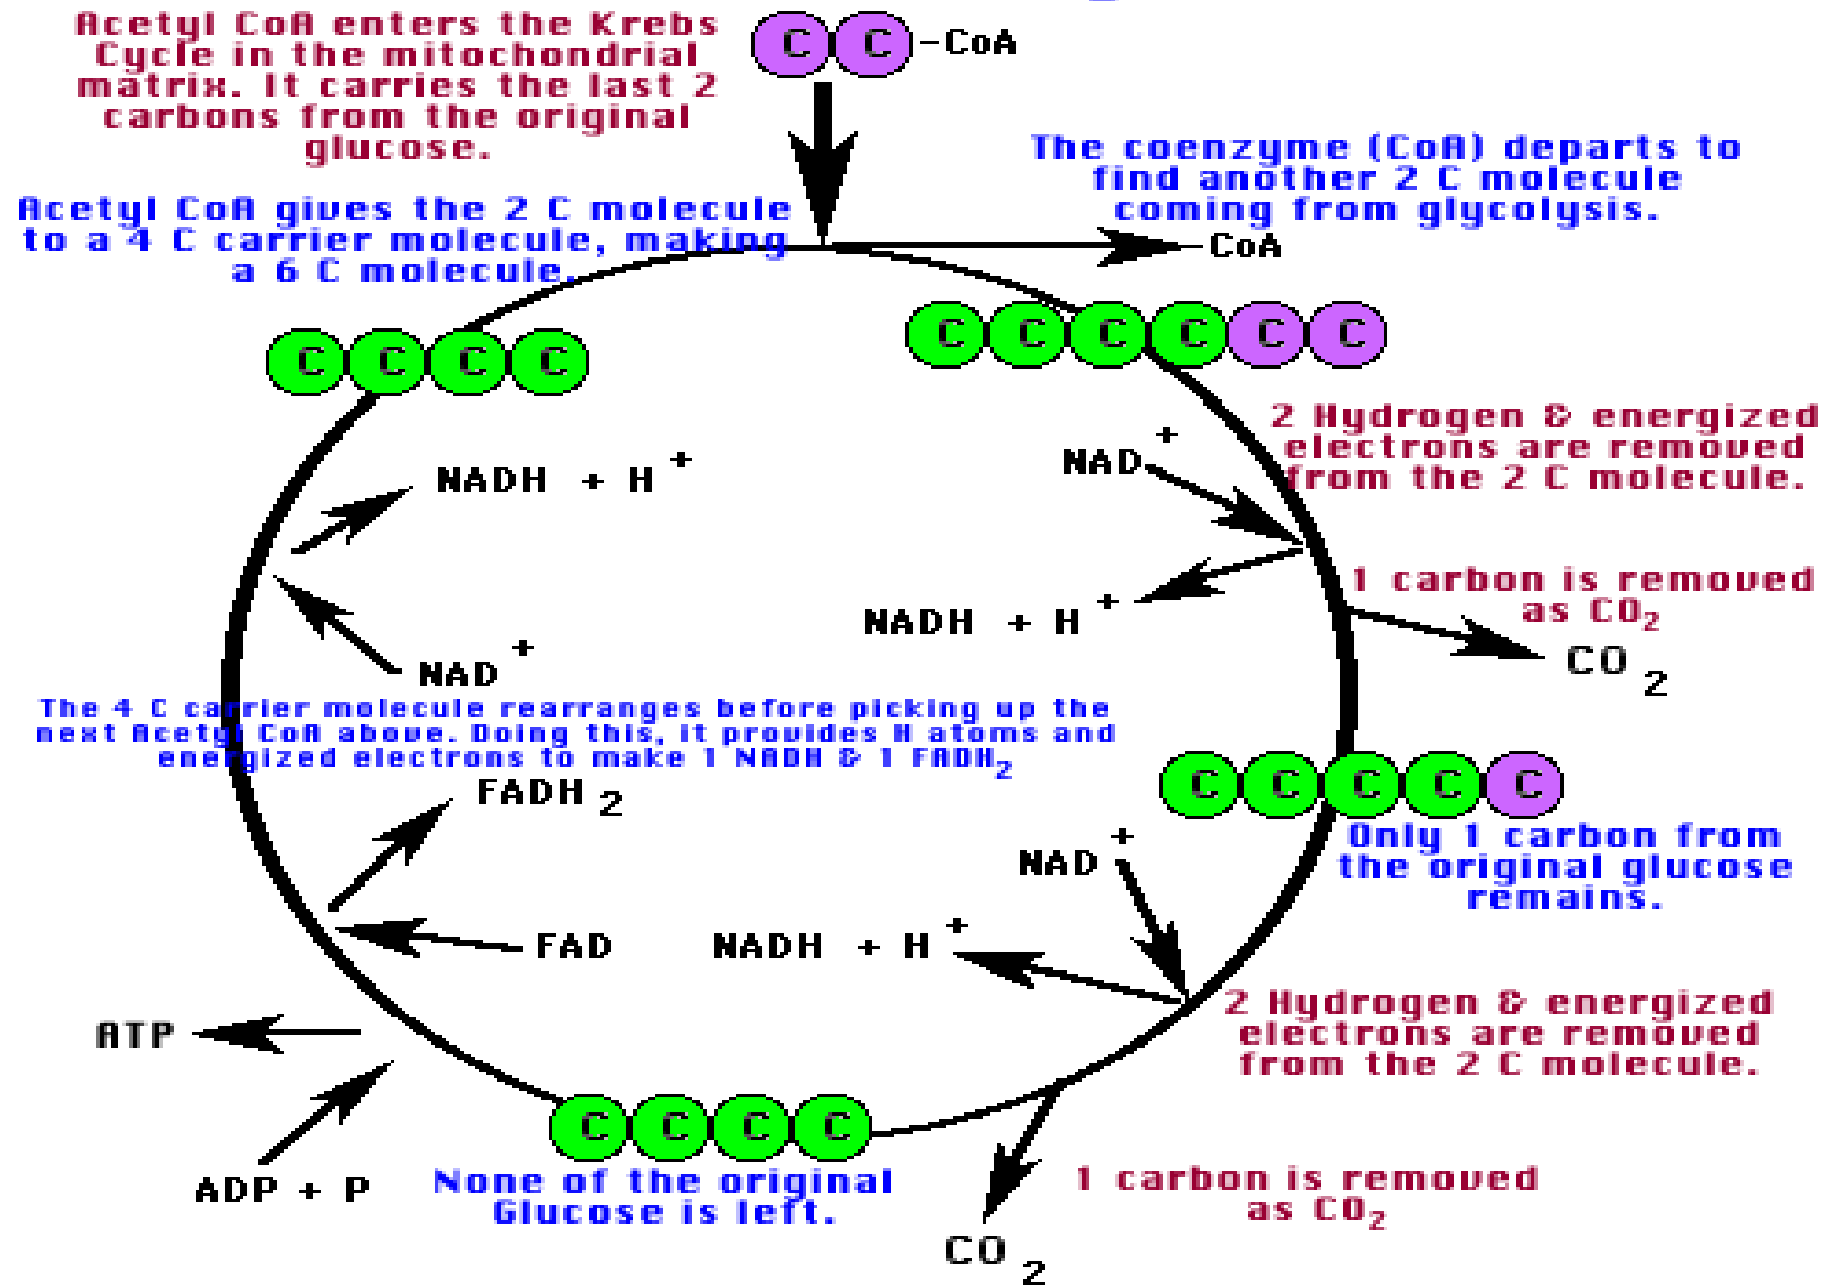 Acetyl CoA enters the Krebs
Cycle in the mitochondrial
matrix. It carries the last 2
carbons from the original
glucose.
C C -CoA
The coenzyme (CoA) departs to
find another 2 C molecule
coming from glycolysis.
Acetyl CoA gives the 2 C molecule
to a 4 C carrier molecule, making
a 6 C molecule.
CoA
C C C C C C
C C C C
2 Hydrogen & energized
electrons are removed
from the 2 C molecule.
NAD+
NADH + H+
NADH + H+
1 carbon is removed
as CO2
CO2
NAD+
The 4 C carrier molecule rearranges before picking up the
next Acetyl CoA above. Doing this, it provides H atoms and
energized electrons to make 1 NADH & 1 FADH2
FADH2
C C C C C
Only 1 carbon from
the original glucose
remains.
NAD+
FAD
NADH + H+
2 Hydrogen & energized
electrons are removed
from the 2 C molecule.
ATP
ADP + P
C C C C
None of the original
Glucose is left.
1 carbon is removed
as CO2
CO2